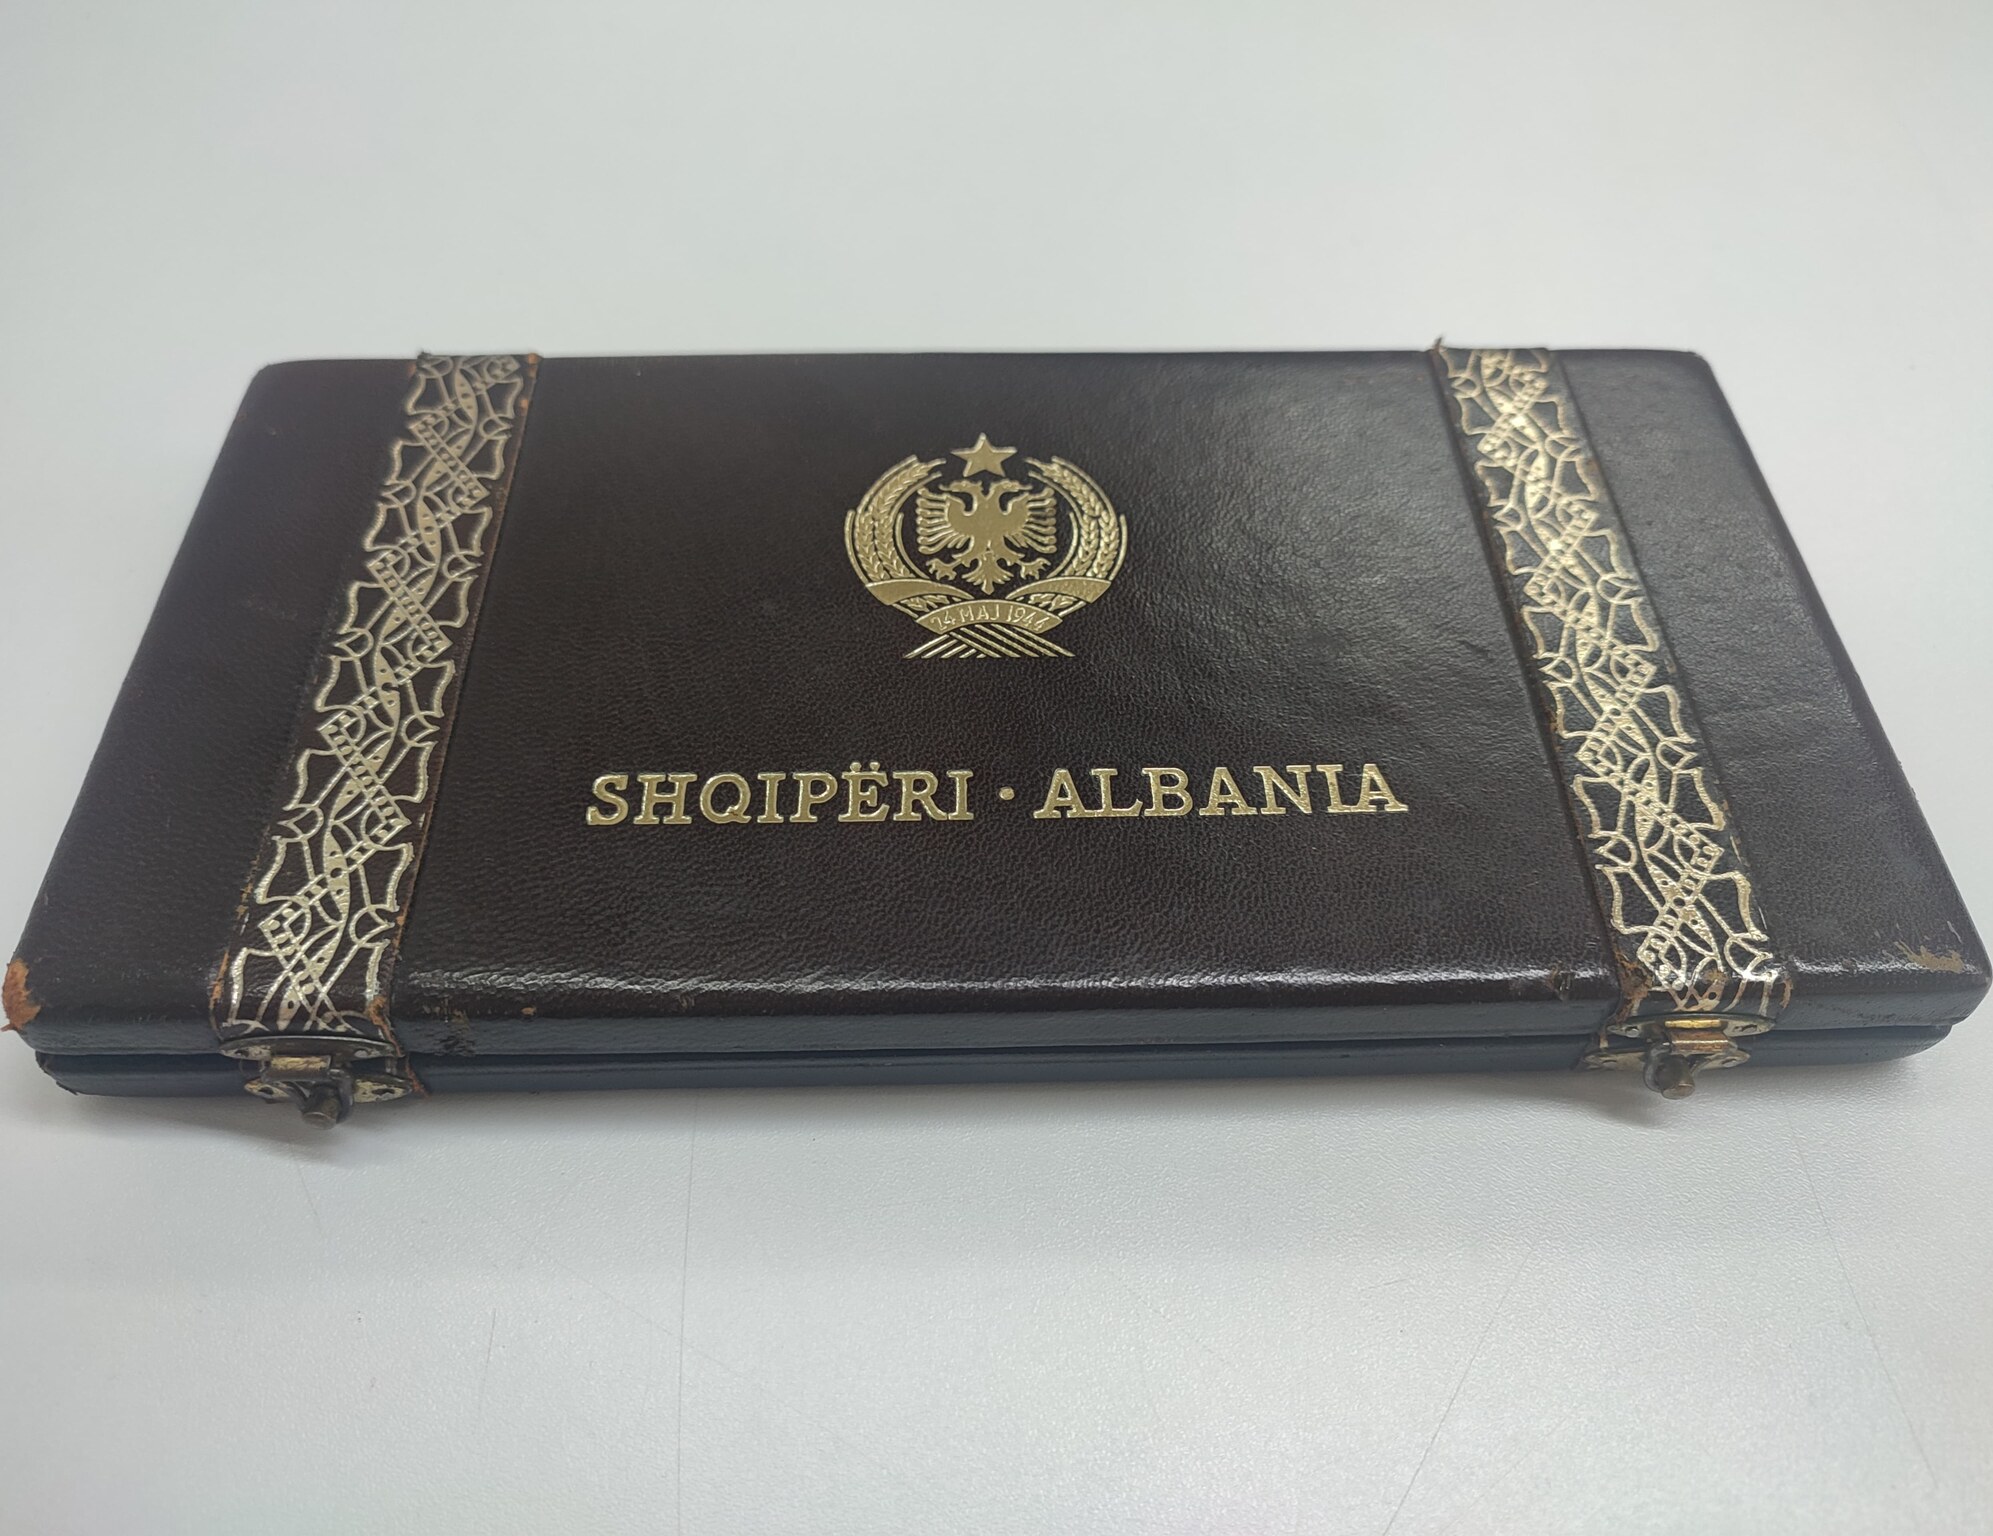 24 MAJ 1944
SHQIPËRI · ALBANIA